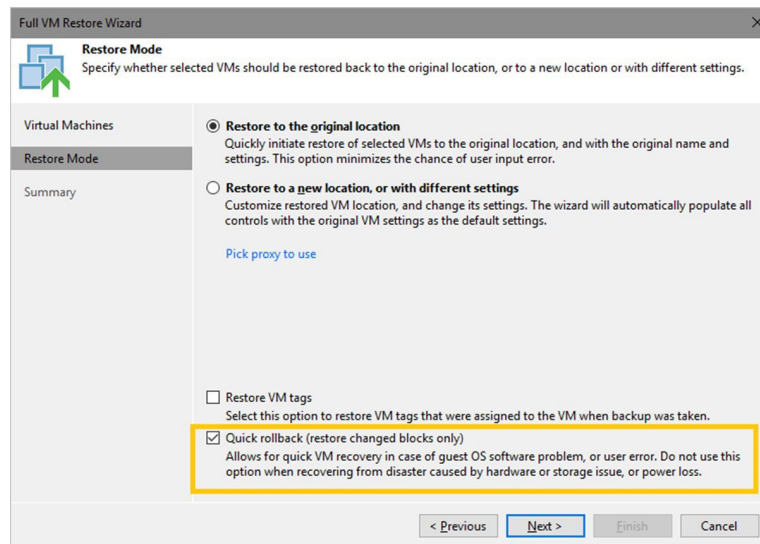 Full VM Restore Wizard
Restore Mode
Specify whether selected VMs should be restored back to the original location, or to a new location or with different settings.
Virtual Machines
Restore Mode
Summary
Restore to the original location
Quickly initiate restore of selected VMs to the original location, and with the original name and
settings. This option minimizes the chance of user input error.
Restore to a new location, or with different settings
Customize restored VM location, and change its settings. The wizard will automatically populate all
controls with the original VM settings as the default settings.
Pick proxy to use
Restore VM tags
Select this option to restore VM tags that were assigned to the VM when backup was taken.
Quick rollback (restore changed blocks only)
Allows for quick VM recovery in case of guest OS software problem, or user error. Do not use this
option when recovering from disaster caused by hardware or storage issue, or power loss.
< Previous Next > Finish Cancel